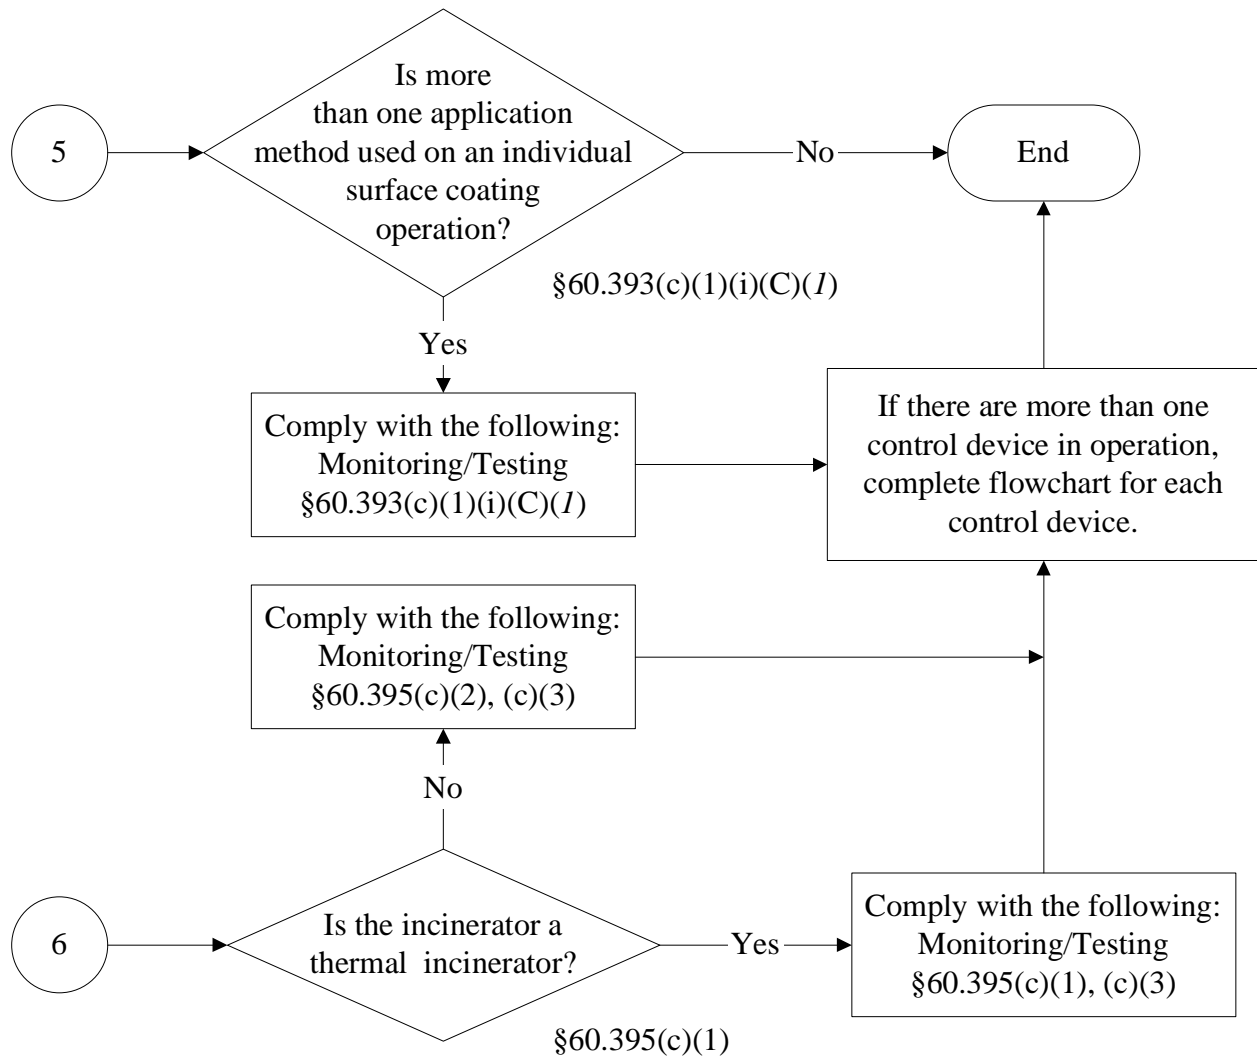 5
Is more
than one application
method used on an individual
surface coating
operation?
No
End
§60.393(c)(1)(i)(C)(1)
Yes
Comply with the following:
Monitoring/Testing
§60.393(c)(1)(i)(C)(1)
If there are more than one
control device in operation,
complete flowchart for each
control device.
Comply with the following:
Monitoring/Testing
§60.395(c)(2), (c)(3)
No
6
Is the incinerator a
thermal  incinerator?
Yes
Comply with the following:
Monitoring/Testing
§60.395(c)(1), (c)(3)
§60.395(c)(1)